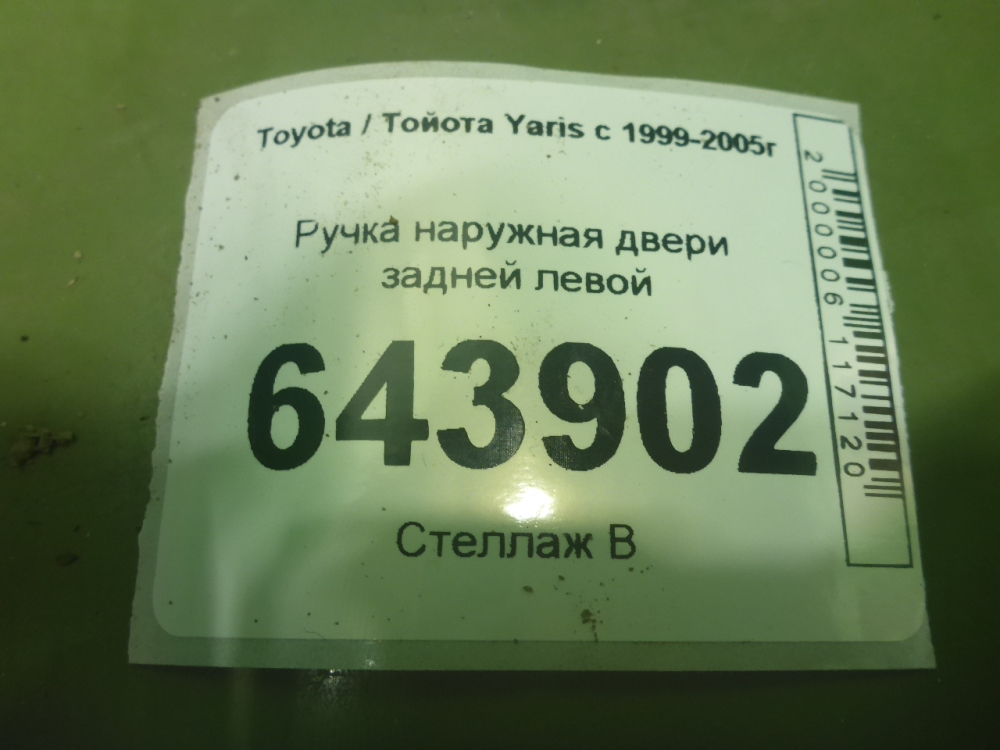 Toyota / Тойота Yaris с 1999-2005г
Ручка наружная двери
задней левой
643902
Стеллаж В
2000006117120